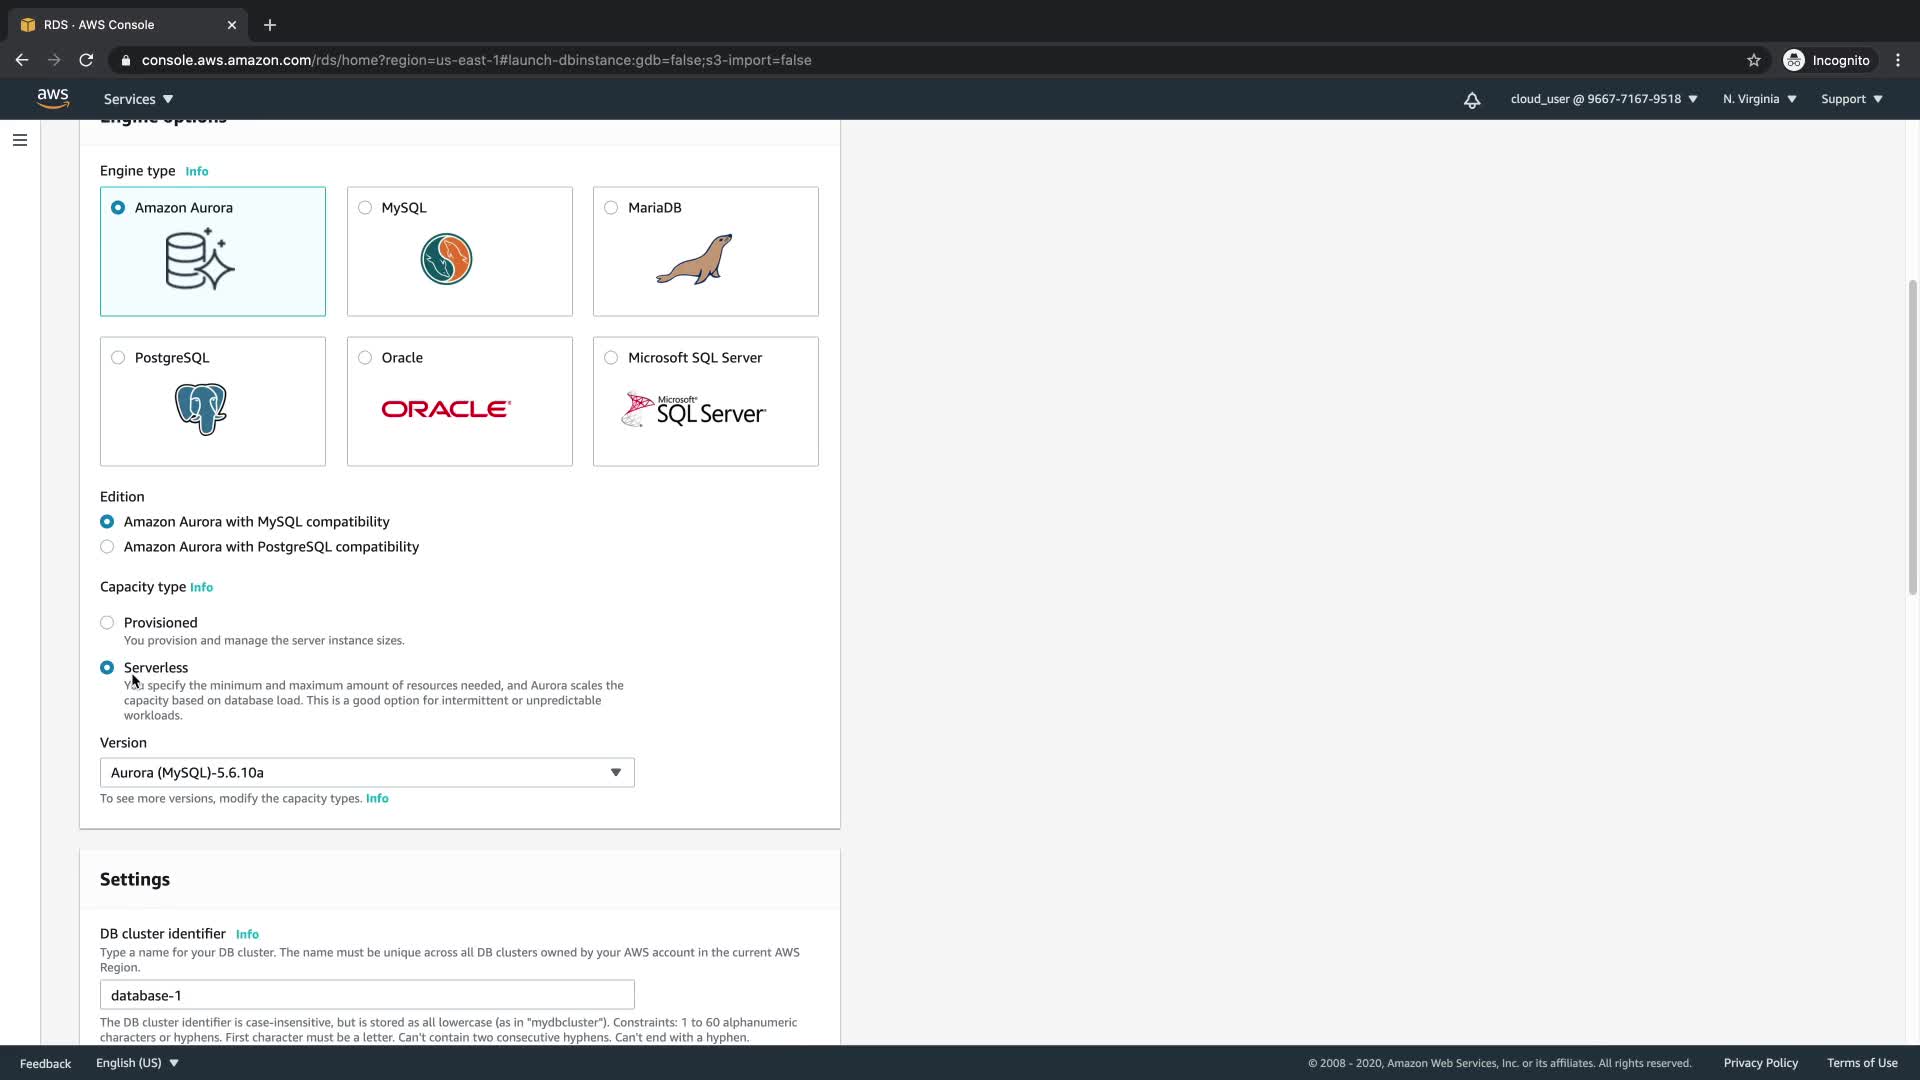 RDS · AWS Console
console.aws.amazon.com/rds/home?region=us-east-1#launch-dbinstance:gdb=false;s3-import=false
Incognito
aws
Services
cloud_user @ 9667-7167-9518
N. Virginia
Support
Engine options
Engine type Info
Amazon Aurora
MySQL
MariaDB
PostgreSQL
Oracle
ORACLE®
Microsoft SQL Server
Microsoft®
SQL Server®
Edition
Amazon Aurora with MySQL compatibility
Amazon Aurora with PostgreSQL compatibility
Capacity type Info
Provisioned
You provision and manage the server instance sizes.
Serverless
You specify the minimum and maximum amount of resources needed, and Aurora scales the
capacity based on database load. This is a good option for intermittent or unpredictable
workloads.
Version
Aurora (MySQL)-5.6.10a
To see more versions, modify the capacity types. Info
Settings
DB cluster identifier Info
Type a name for your DB cluster. The name must be unique across all DB clusters owned by your AWS account in the current AWS
Region.
database-1
The DB cluster identifier is case-insensitive, but is stored as all lowercase (as in "mydbcluster"). Constraints: 1 to 60 alphanumeric
characters or hyphens. First character must be a letter. Can't contain two consecutive hyphens. Can't end with a hyphen.
Feedback
English (US)
© 2008 - 2020, Amazon Web Services, Inc. or its affiliates. All rights reserved.
Privacy Policy
Terms of Use